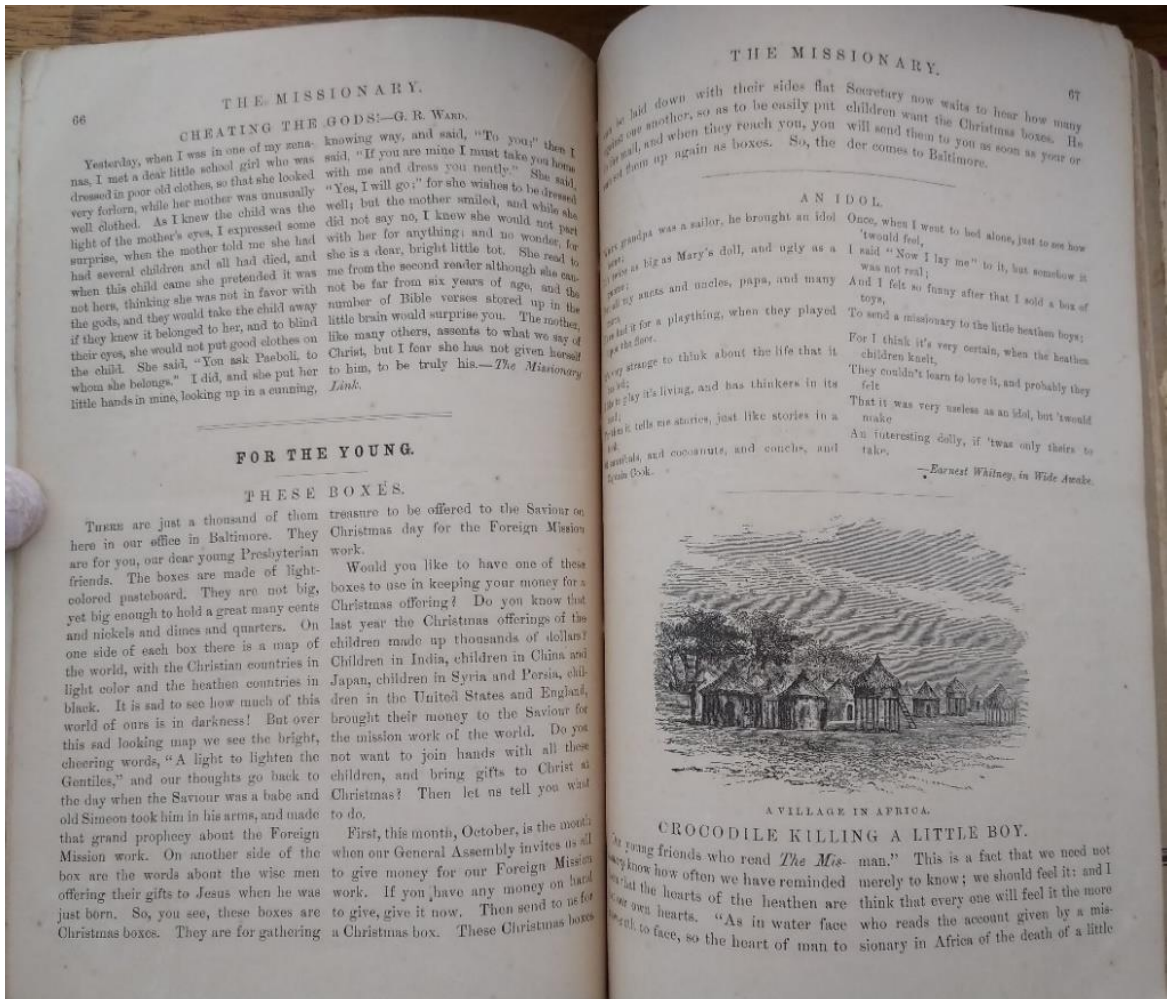 66
THE MISSIONARY.
CHEATING THE GODS!—G. R. WARD.
Yesterday, when I was in one of my zena-
nas, I met a dear little school girl who was
dressed in poor old clothes, so that she looked
very forlorn, while her mother was unusually
well clothed. As I knew the child was the
light of the mother's eyes, I expressed some
surprise, when the mother told me she had
had several children and all had died, and
when this child came she pretended it was
not hers, thinking she was not in favor with
the gods, and they would take the child away
if they knew it belonged to her, and to blind
their eyes, she would not put good clothes on
the child. She said, "You ask Paeboli, to
whom she belongs." I did, and she put her
little hands in mine, looking up in a cunning,
knowing way, and said, "To you;" then I
said, "If you are mine I must take you home
with me and dress you neatly." She said,
"Yes, I will go;" for she wishes to be dressed
well; but the mother smiled, and while she
did not say no, I knew she would not part
with her for anything; and no wonder, for
she is a dear, bright little tot. She read to
me from the second reader although she can-
not be far from six years of age, and the
number of Bible verses stored up in the
little brain would surprise you. The mother,
like many others, assents to what we say of
Christ, but I fear she has not given herself
to him, to be truly his.—The Missionary
Link.
FOR THE YOUNG.
THESE BOXES.
THERE are just a thousand of them
here in our office in Baltimore. They
are for you, our dear young Presbyterian
friends. The boxes are made of light-
colored pasteboard. They are not big,
yet big enough to hold a great many cents
and nickels and dimes and quarters. On
one side of each box there is a map of
the world, with the Christian countries in
light color and the heathen countries in
black. It is sad to see how much of this
world of ours is in darkness! But over
this sad looking map we see the bright,
cheering words, "A light to lighten the
Gentiles," and our thoughts go back to
the day when the Saviour was a babe and
old Simeon took him in his arms, and made
that grand prophecy about the Foreign
Mission work. On another side of the
box are the words about the wise men
offering their gifts to Jesus when he was
just born. So, you see, these boxes are
Christmas boxes. They are for gathering
treasure to be offered to the Saviour on
Christmas day for the Foreign Mission
work.
Would you like to have one of these
boxes to use in keeping your money for a
Christmas offering? Do you know that
last year the Christmas offerings of the
children made up thousands of dollars?
Children in India, children in China and
Japan, children in Syria and Persia, chil-
dren in the United States and England,
brought their money to the Saviour for
the mission work of the world. Do you
not want to join hands with all these
children, and bring gifts to Christ at
Christmas? Then let us tell you what
to do.
First, this month, October, is the month
when our General Assembly invites us all
to give money for our Foreign Mission
work. If you have any money on hand
to give, give it now. Then send to us for
a Christmas box. These Christmas boxes
THE MISSIONARY.
67
be laid down with their sides flat
one another, so as to be easily put
mail, and when they reach you, you
them up again as boxes. So, the
Secretary now waits to hear how many
children want the Christmas boxes. He
will send them to you as soon as your or
der comes to Baltimore.
AN IDOL.
grandpa was a sailor, he brought an idol
as big as Mary's doll, and ugly as a
my aunts and uncles, papa, and many
it for a plaything, when they played
the floor.
strange to think about the life that it
play it's living, and has thinkers in its
it tells me stories, just like stories in a
and cocoanuts, and conchs, and
Cook.
Once, when I went to bed alone, just to see how
'twould feel,
I said "Now I lay me" to it, but somehow it
was not real;
And I felt so funny after that I sold a box of
toys,
To send a missionary to the little heathen boys;
For I think it's very certain, when the heathen
children knelt,
They couldn't learn to love it, and probably they
felt
That it was very useless as an idol, but 'twould
make
An interesting dolly, if 'twas only theirs to
take.
—Earnest Whitney, in Wide Awake.
A VILLAGE IN AFRICA.
CROCODILE KILLING A LITTLE BOY.
young friends who read The Mis-
know how often we have reminded
that the hearts of the heathen are
own hearts. "As in water face
to face, so the heart of man to
man." This is a fact that we need not
merely to know; we should feel it: and I
think that every one will feel it the more
who reads the account given by a mis-
sionary in Africa of the death of a little